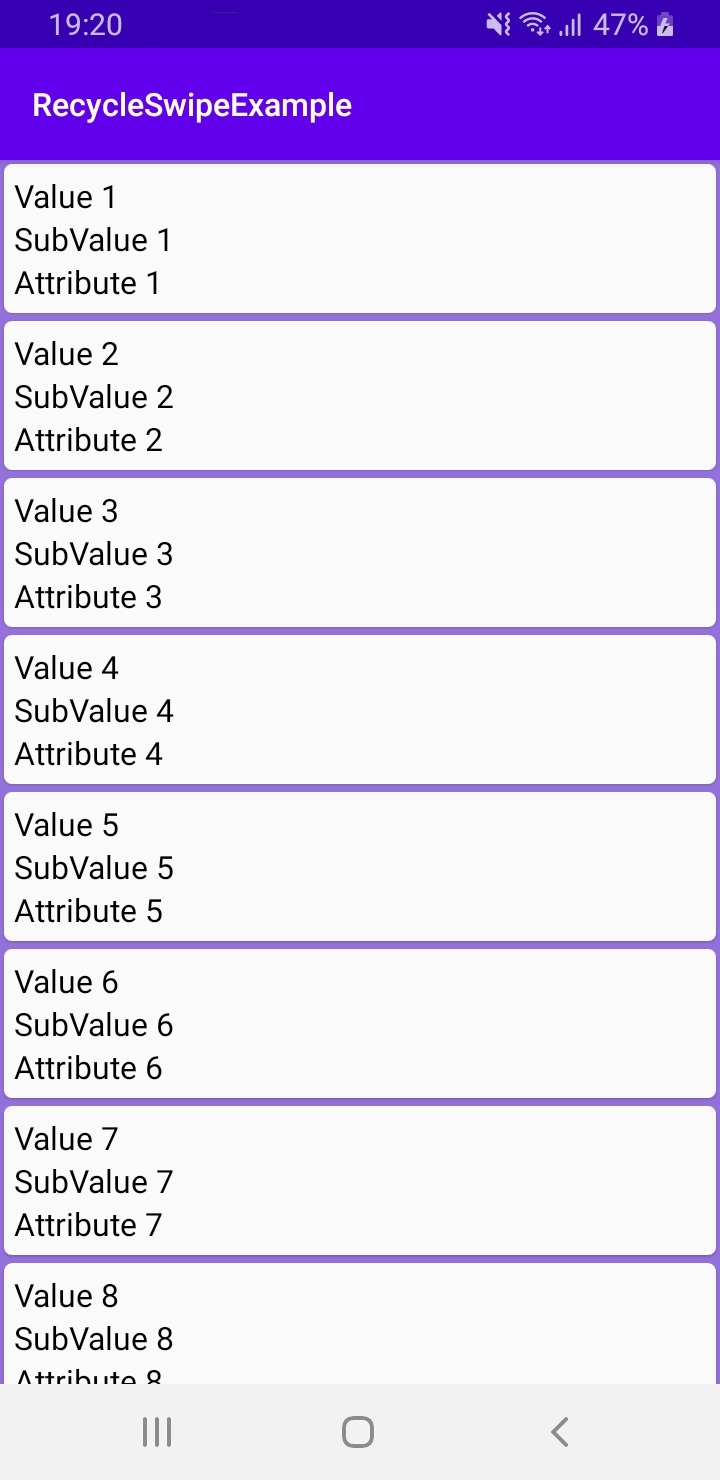 19:20
47%
RecycleSwipeExample
Value 1
SubValue 1
Attribute 1
Value 2
SubValue 2
Attribute 2
Value 3
SubValue 3
Attribute 3
Value 4
SubValue 4
Attribute 4
Value 5
SubValue 5
Attribute 5
Value 6
SubValue 6
Attribute 6
Value 7
SubValue 7
Attribute 7
Value 8
SubValue 8
Attribute 8